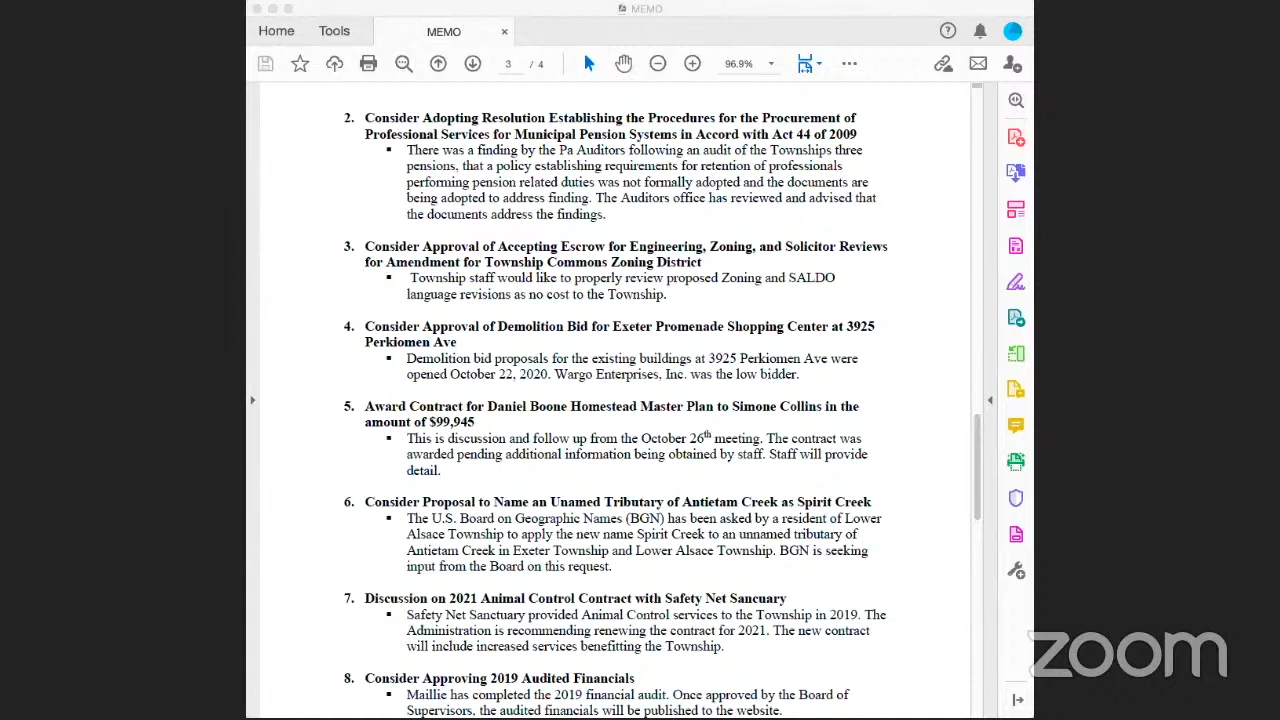 MEMO
Home
Tools
MEMO
×
3 / 4
96.9%
2. Consider Adopting Resolution Establishing the Procedures for the Procurement of
Professional Services for Municipal Pension Systems in Accord with Act 44 of 2009
▪ There was a finding by the Pa Auditors following an audit of the Townships three
pensions, that a policy establishing requirements for retention of professionals
performing pension related duties was not formally adopted and the documents are
being adopted to address finding. The Auditors office has reviewed and advised that
the documents address the findings.
3. Consider Approval of Accepting Escrow for Engineering, Zoning, and Solicitor Reviews
for Amendment for Township Commons Zoning District
▪ Township staff would like to properly review proposed Zoning and SALDO
language revisions as no cost to the Township.
4. Consider Approval of Demolition Bid for Exeter Promenade Shopping Center at 3925
Perkiomen Ave
▪ Demolition bid proposals for the existing buildings at 3925 Perkiomen Ave were
opened October 22, 2020. Wargo Enterprises, Inc. was the low bidder.
5. Award Contract for Daniel Boone Homestead Master Plan to Simone Collins in the
amount of $99,945
▪ This is discussion and follow up from the October 26th meeting. The contract was
awarded pending additional information being obtained by staff. Staff will provide
detail.
6. Consider Proposal to Name an Unamed Tributary of Antietam Creek as Spirit Creek
▪ The U.S. Board on Geographic Names (BGN) has been asked by a resident of Lower
Alsace Township to apply the new name Spirit Creek to an unnamed tributary of
Antietam Creek in Exeter Township and Lower Alsace Township. BGN is seeking
input from the Board on this request.
7. Discussion on 2021 Animal Control Contract with Safety Net Sancuary
▪ Safety Net Sanctuary provided Animal Control services to the Township in 2019. The
Administration is recommending renewing the contract for 2021. The new contract
will include increased services benefitting the Township.
8. Consider Approving 2019 Audited Financials
▪ Maillie has completed the 2019 financial audit. Once approved by the Board of
Supervisors, the audited financials will be published to the website.
zoom